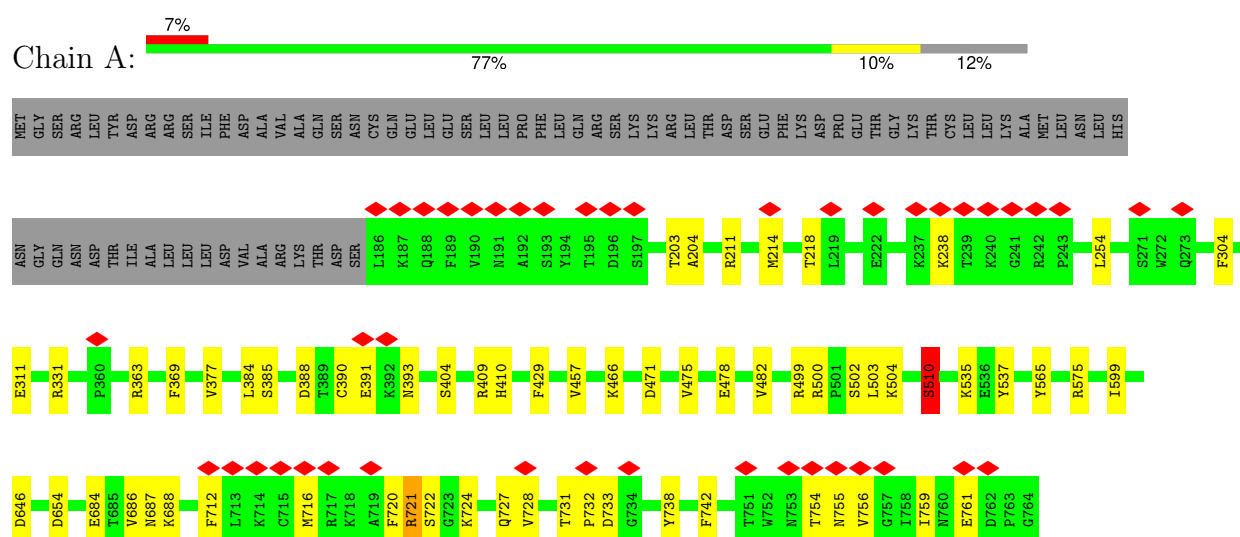 7%
Chain A:
77% 10% 12%
MET GLY SER ARG LEU TYR ASP ARG ARG SER ILE PHE ASP ALA VAL ALA GLN SER ASN CYS GLN GLU LEU GLU SER LEU LEU PRO PHE LEU GLN ARG SER LYS LYS ARG LEU THR ASP SER GLU PHE LYS ASP PRO GLU THR GLY LYS THR CYS LEU LEU LYS ALA MET LEU ASN LEU HIS
ASN GLY GLN ASN ASP THR ILE ALA LEU LEU LEU ASP VAL ALA ARG LYS THR ASP SER L186 K187 Q188 F189 V190 N191 A192 S193 Y194 T195 D196 S197 T203 A204 R211 M214 T218 L219 E222 K237 K238 T239 K240 G241 R242 P243 L254 S271 W272 Q273 F304
E311 R331 P360 R363 F369 V377 L384 S385 D388 T389 C390 E391 K392 N393 S404 R409 H410 F429 V457 K466 D471 V475 E478 V482 R499 R500 P501 S502 L503 K504 S510 K535 E536 Y537 Y565 R575 I599
D646 D654 E684 T685 V686 N687 K688 F712 L713 K714 C715 M716 R717 K718 A719 F720 R721 S722 G723 K724 Q727 V728 T731 P732 D733 G734 Y738 F742 T751 W752 N753 T754 N755 V756 G757 I758 I759 N760 E761 D762 P763 G764